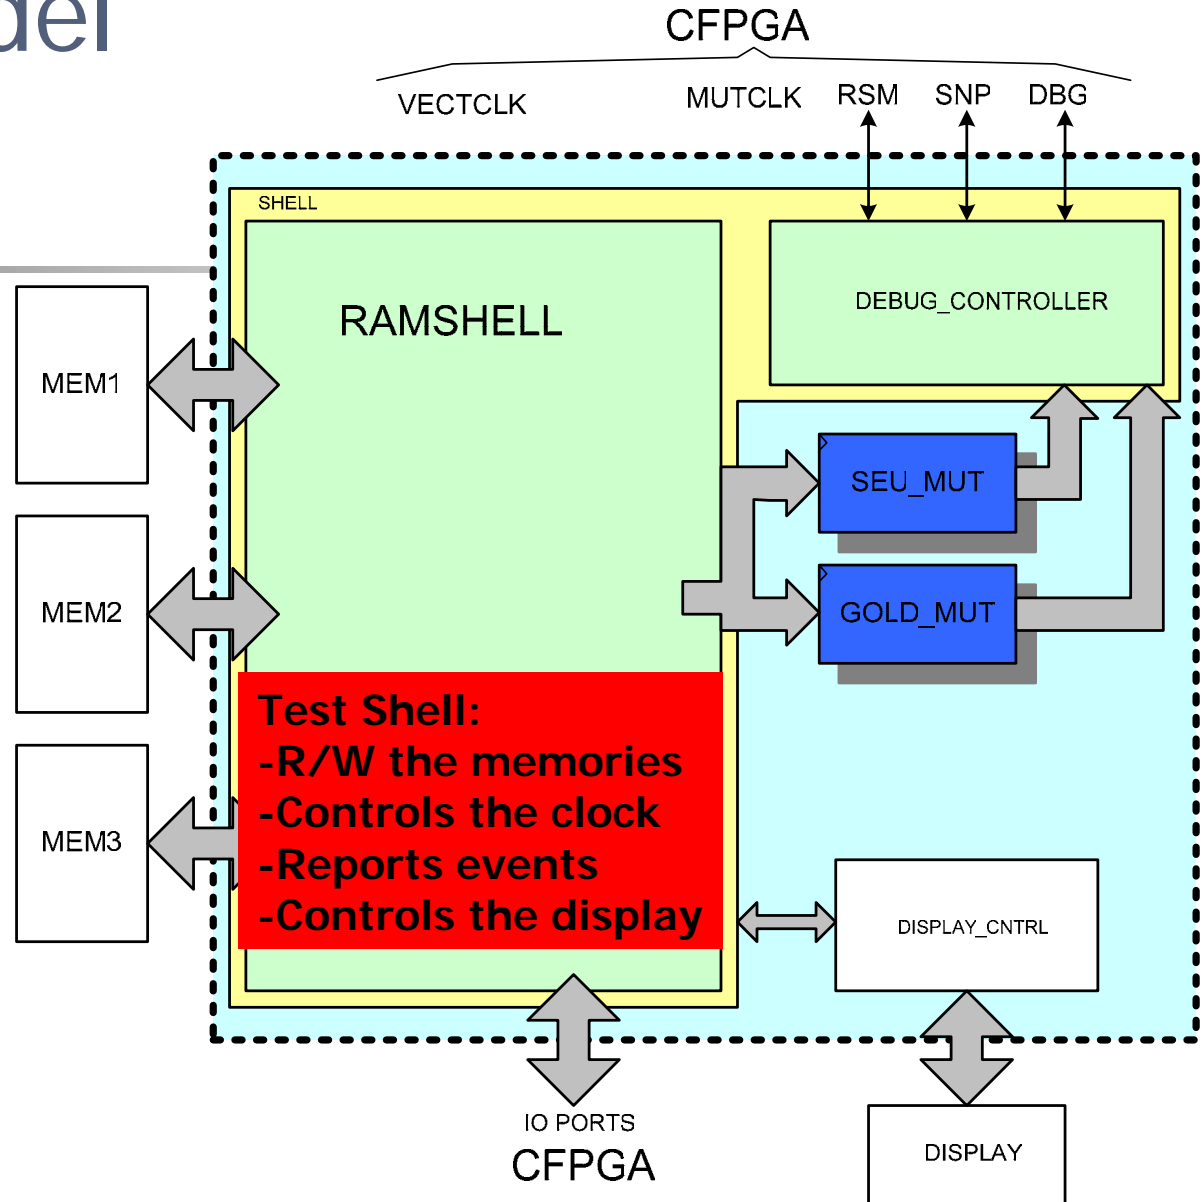 CFPGA
VECTCLK
MUTCLK
RSM
SNP
DBG
SHELL
RAMSHELL
DEBUG_CONTROLLER
MEM1
SEU_MUT
MEM2
GOLD_MUT
Test Shell:
-R/W the memories
-Controls the clock
-Reports events
-Controls the display
MEM3
DISPLAY_CNTRL
IO PORTS
CFPGA
DISPLAY